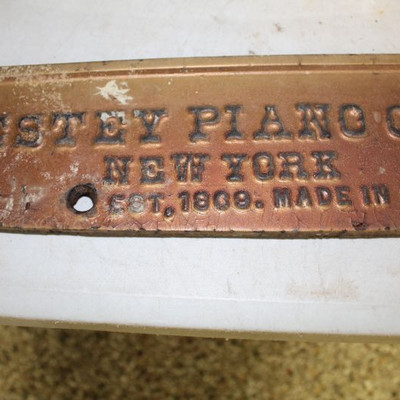 ESTEY PIANO C
NEW YORK
EST. 1869. MADE IN